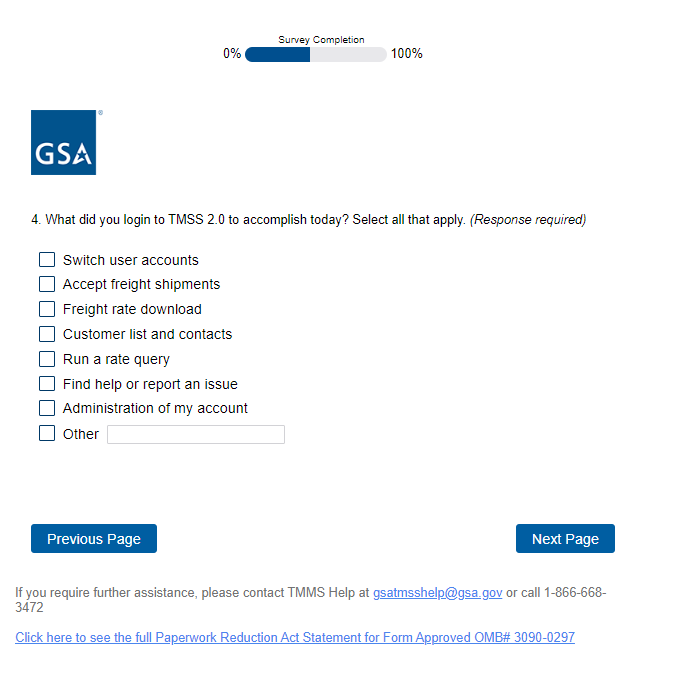 Survey Completion
0% 100%
®
GSA
4. What did you login to TMSS 2.0 to accomplish today? Select all that apply. (Response required)
Switch user accounts
Accept freight shipments
Freight rate download
Customer list and contacts
Run a rate query
Find help or report an issue
Administration of my account
Other
Previous Page Next Page
If you require further assistance, please contact TMMS Help at gsatmsshelp@gsa.gov or call 1-866-668-
3472
Click here to see the full Paperwork Reduction Act Statement for Form Approved OMB# 3090-0297